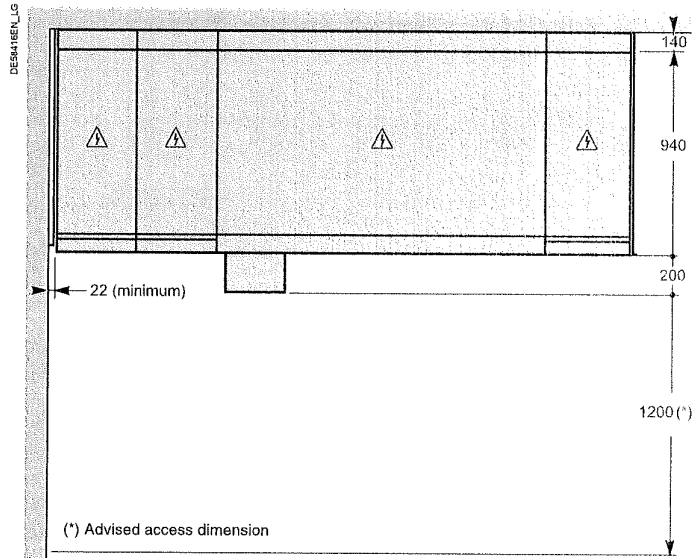 DE58416EN_LG
140
940
200
22 (minimum)
1200 (*)
(*) Advised access dimension